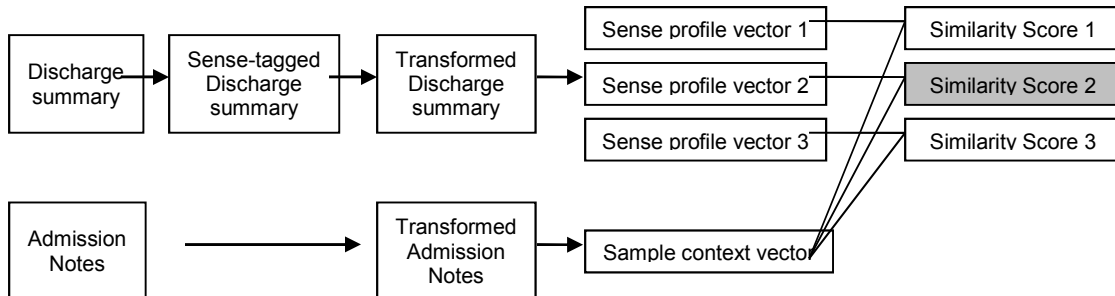 Discharge
summary
Sense-tagged
Discharge
summary
Transformed
Discharge
summary
Sense profile vector 1
Sense profile vector 2
Sense profile vector 3
Similarity Score 1
Similarity Score 2
Similarity Score 3
Admission
Notes
Transformed
Admission
Notes
Sample context vector